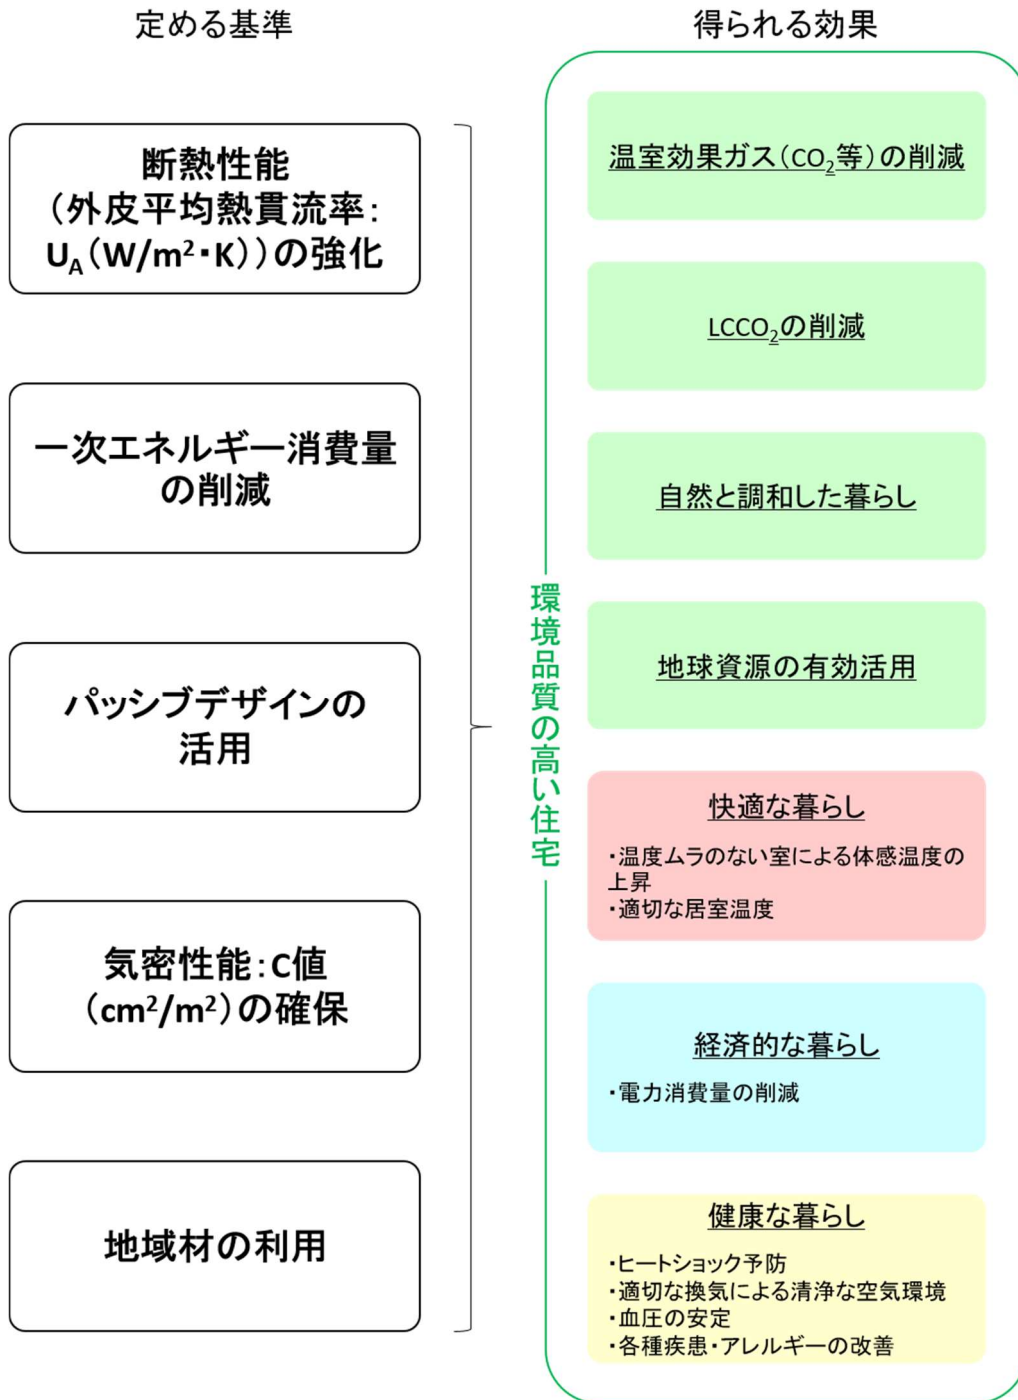 定める基準
断熱性能
（外皮平均熱貫流率：
U_A（W/m²・K））の強化
一次エネルギー消費量
の削減
パッシブデザインの
活用
気密性能：C値
（cm²/m²）の確保
地域材の利用
得られる効果
環境品質の高い住宅
温室効果ガス（CO₂等）の削減
LCCO₂の削減
自然と調和した暮らし
地球資源の有効活用
快適な暮らし
・温度ムラのない室による体感温度の
上昇
・適切な居室温度
経済的な暮らし
・電力消費量の削減
健康な暮らし
・ヒートショック予防
・適切な換気による清浄な空気環境
・血圧の安定
・各種疾患・アレルギーの改善